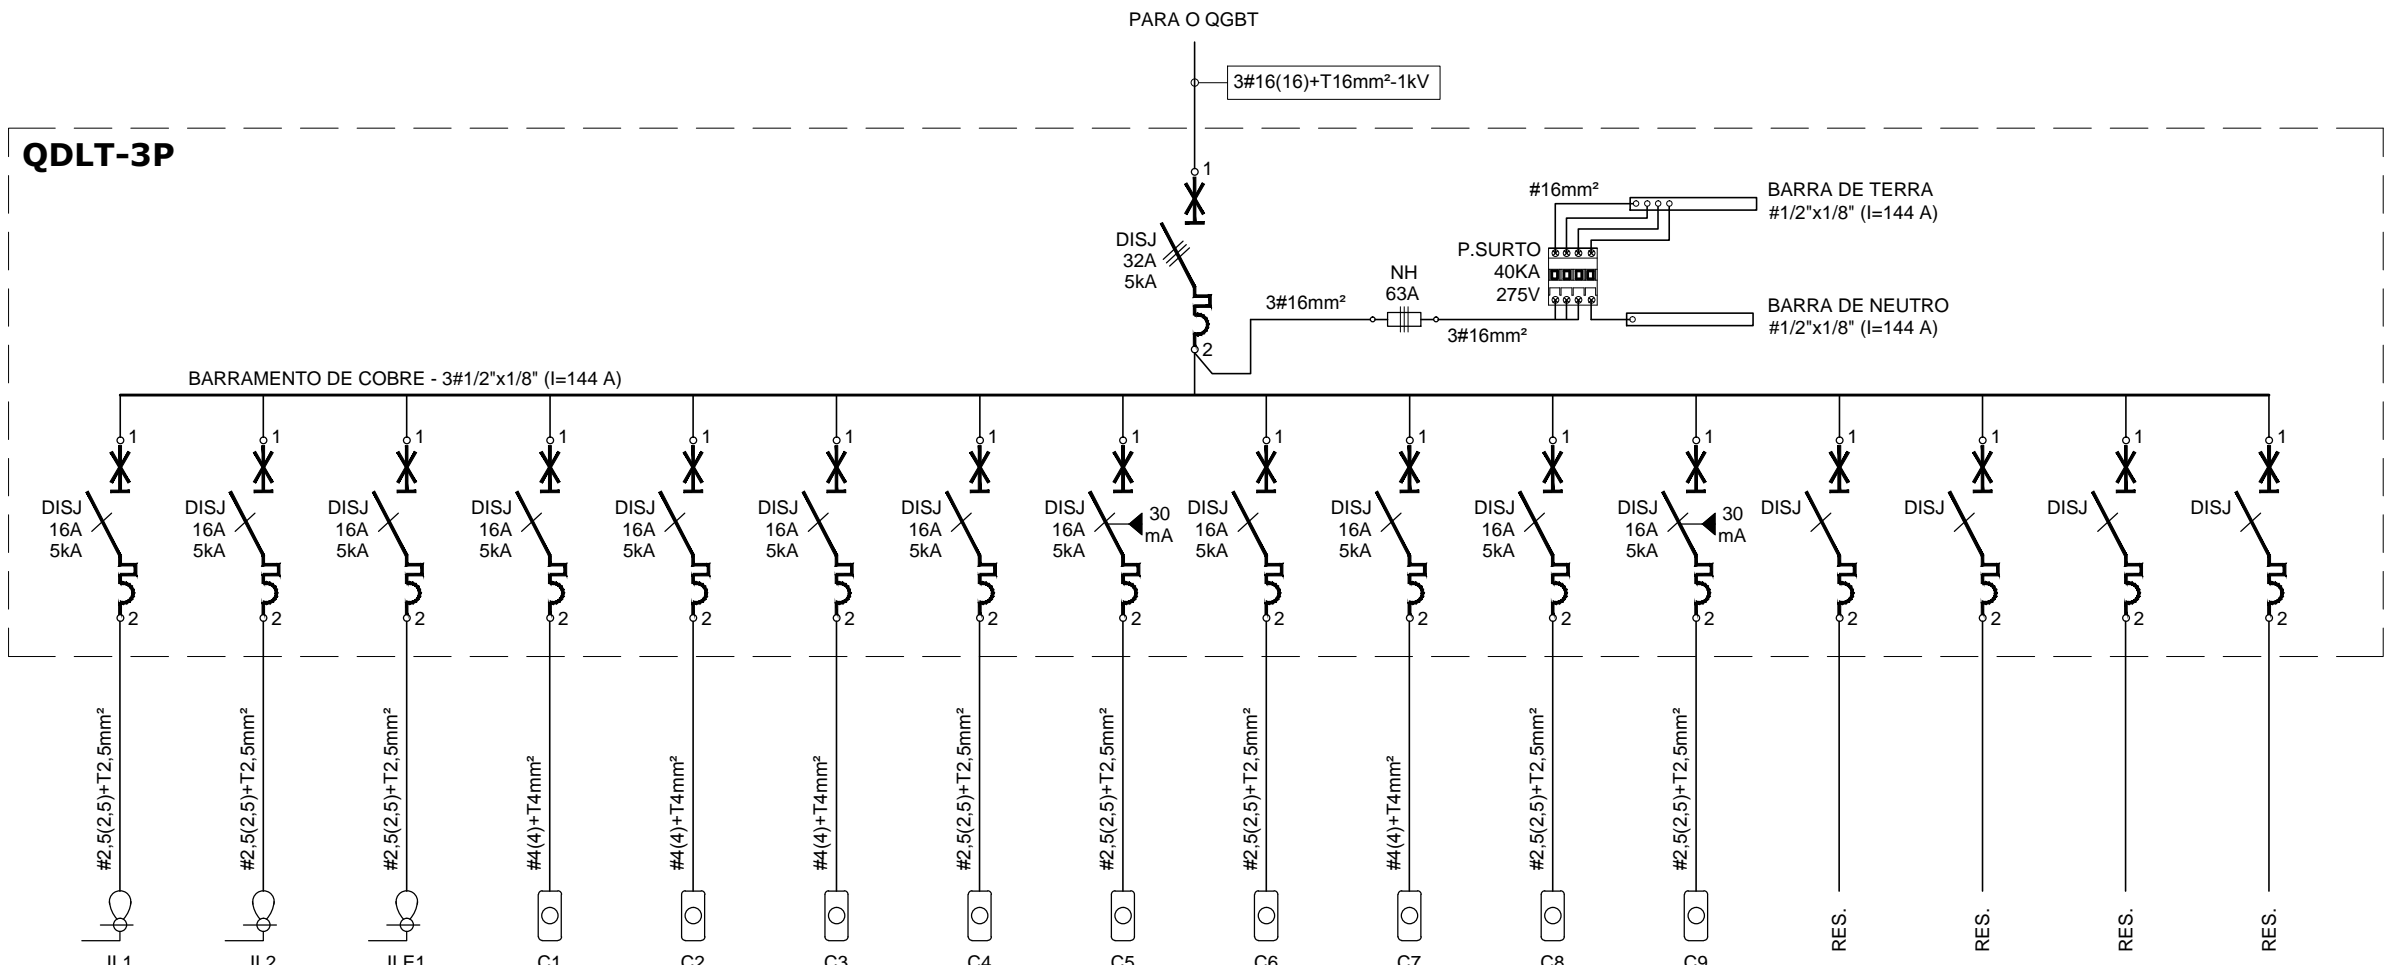 PARA O QGBT
3#16(16)+T16mm²-1kV
QDLT-3P
1
DISJ
32A
5kA
2
3#16mm²
NH
63A
3#16mm²
P.SURTO
40KA
275V
#16mm²
BARRA DE TERRA
#1/2"x1/8" (I=144 A)
BARRA DE NEUTRO
#1/2"x1/8" (I=144 A)
BARRAMENTO DE COBRE - 3#1/2"x1/8" (I=144 A)
1
DISJ
16A
5kA
2
#2,5(2,5)+T2,5mm²
1
DISJ
16A
5kA
2
#2,5(2,5)+T2,5mm²
1
DISJ
16A
5kA
2
#2,5(2,5)+T2,5mm²
1
DISJ
16A
5kA
2
#4(4)+T4mm²
C1
1
DISJ
16A
5kA
2
#4(4)+T4mm²
C2
1
DISJ
16A
5kA
2
#4(4)+T4mm²
C3
1
DISJ
16A
5kA
2
#2,5(2,5)+T2,5mm²
C4
1
DISJ
16A
5kA
30
mA
2
#2,5(2,5)+T2,5mm²
C5
1
DISJ
16A
5kA
2
#2,5(2,5)+T2,5mm²
C6
1
DISJ
16A
5kA
2
#4(4)+T4mm²
C7
1
DISJ
16A
5kA
2
#2,5(2,5)+T2,5mm²
C8
1
DISJ
16A
5kA
30
mA
2
#2,5(2,5)+T2,5mm²
C9
1
DISJ
2
RES.
1
DISJ
2
RES.
1
DISJ
2
RES.
1
DISJ
2
RES.